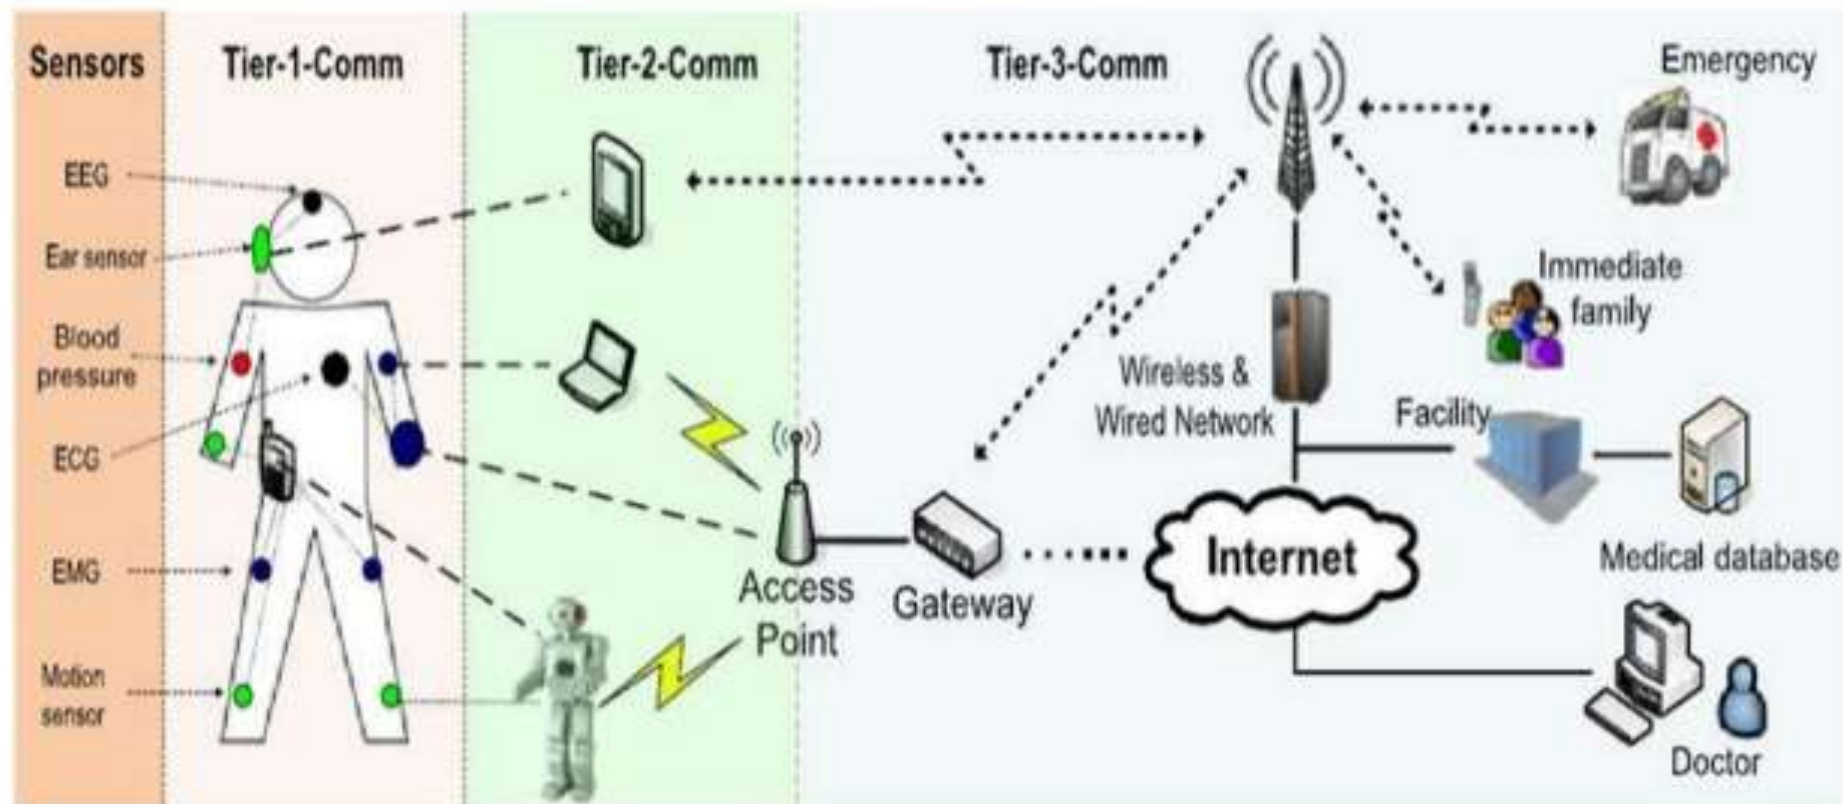 Sensors
Tier-1-Comm
Tier-2-Comm
Tier-3-Comm
Emergency
EEG
Ear sensor
Blood
pressure
ECG
EMG
Motion
sensor
Immediate
family
Wireless &
Wired Network
Facility
Medical database
Access
Point
Gateway
Internet
Doctor